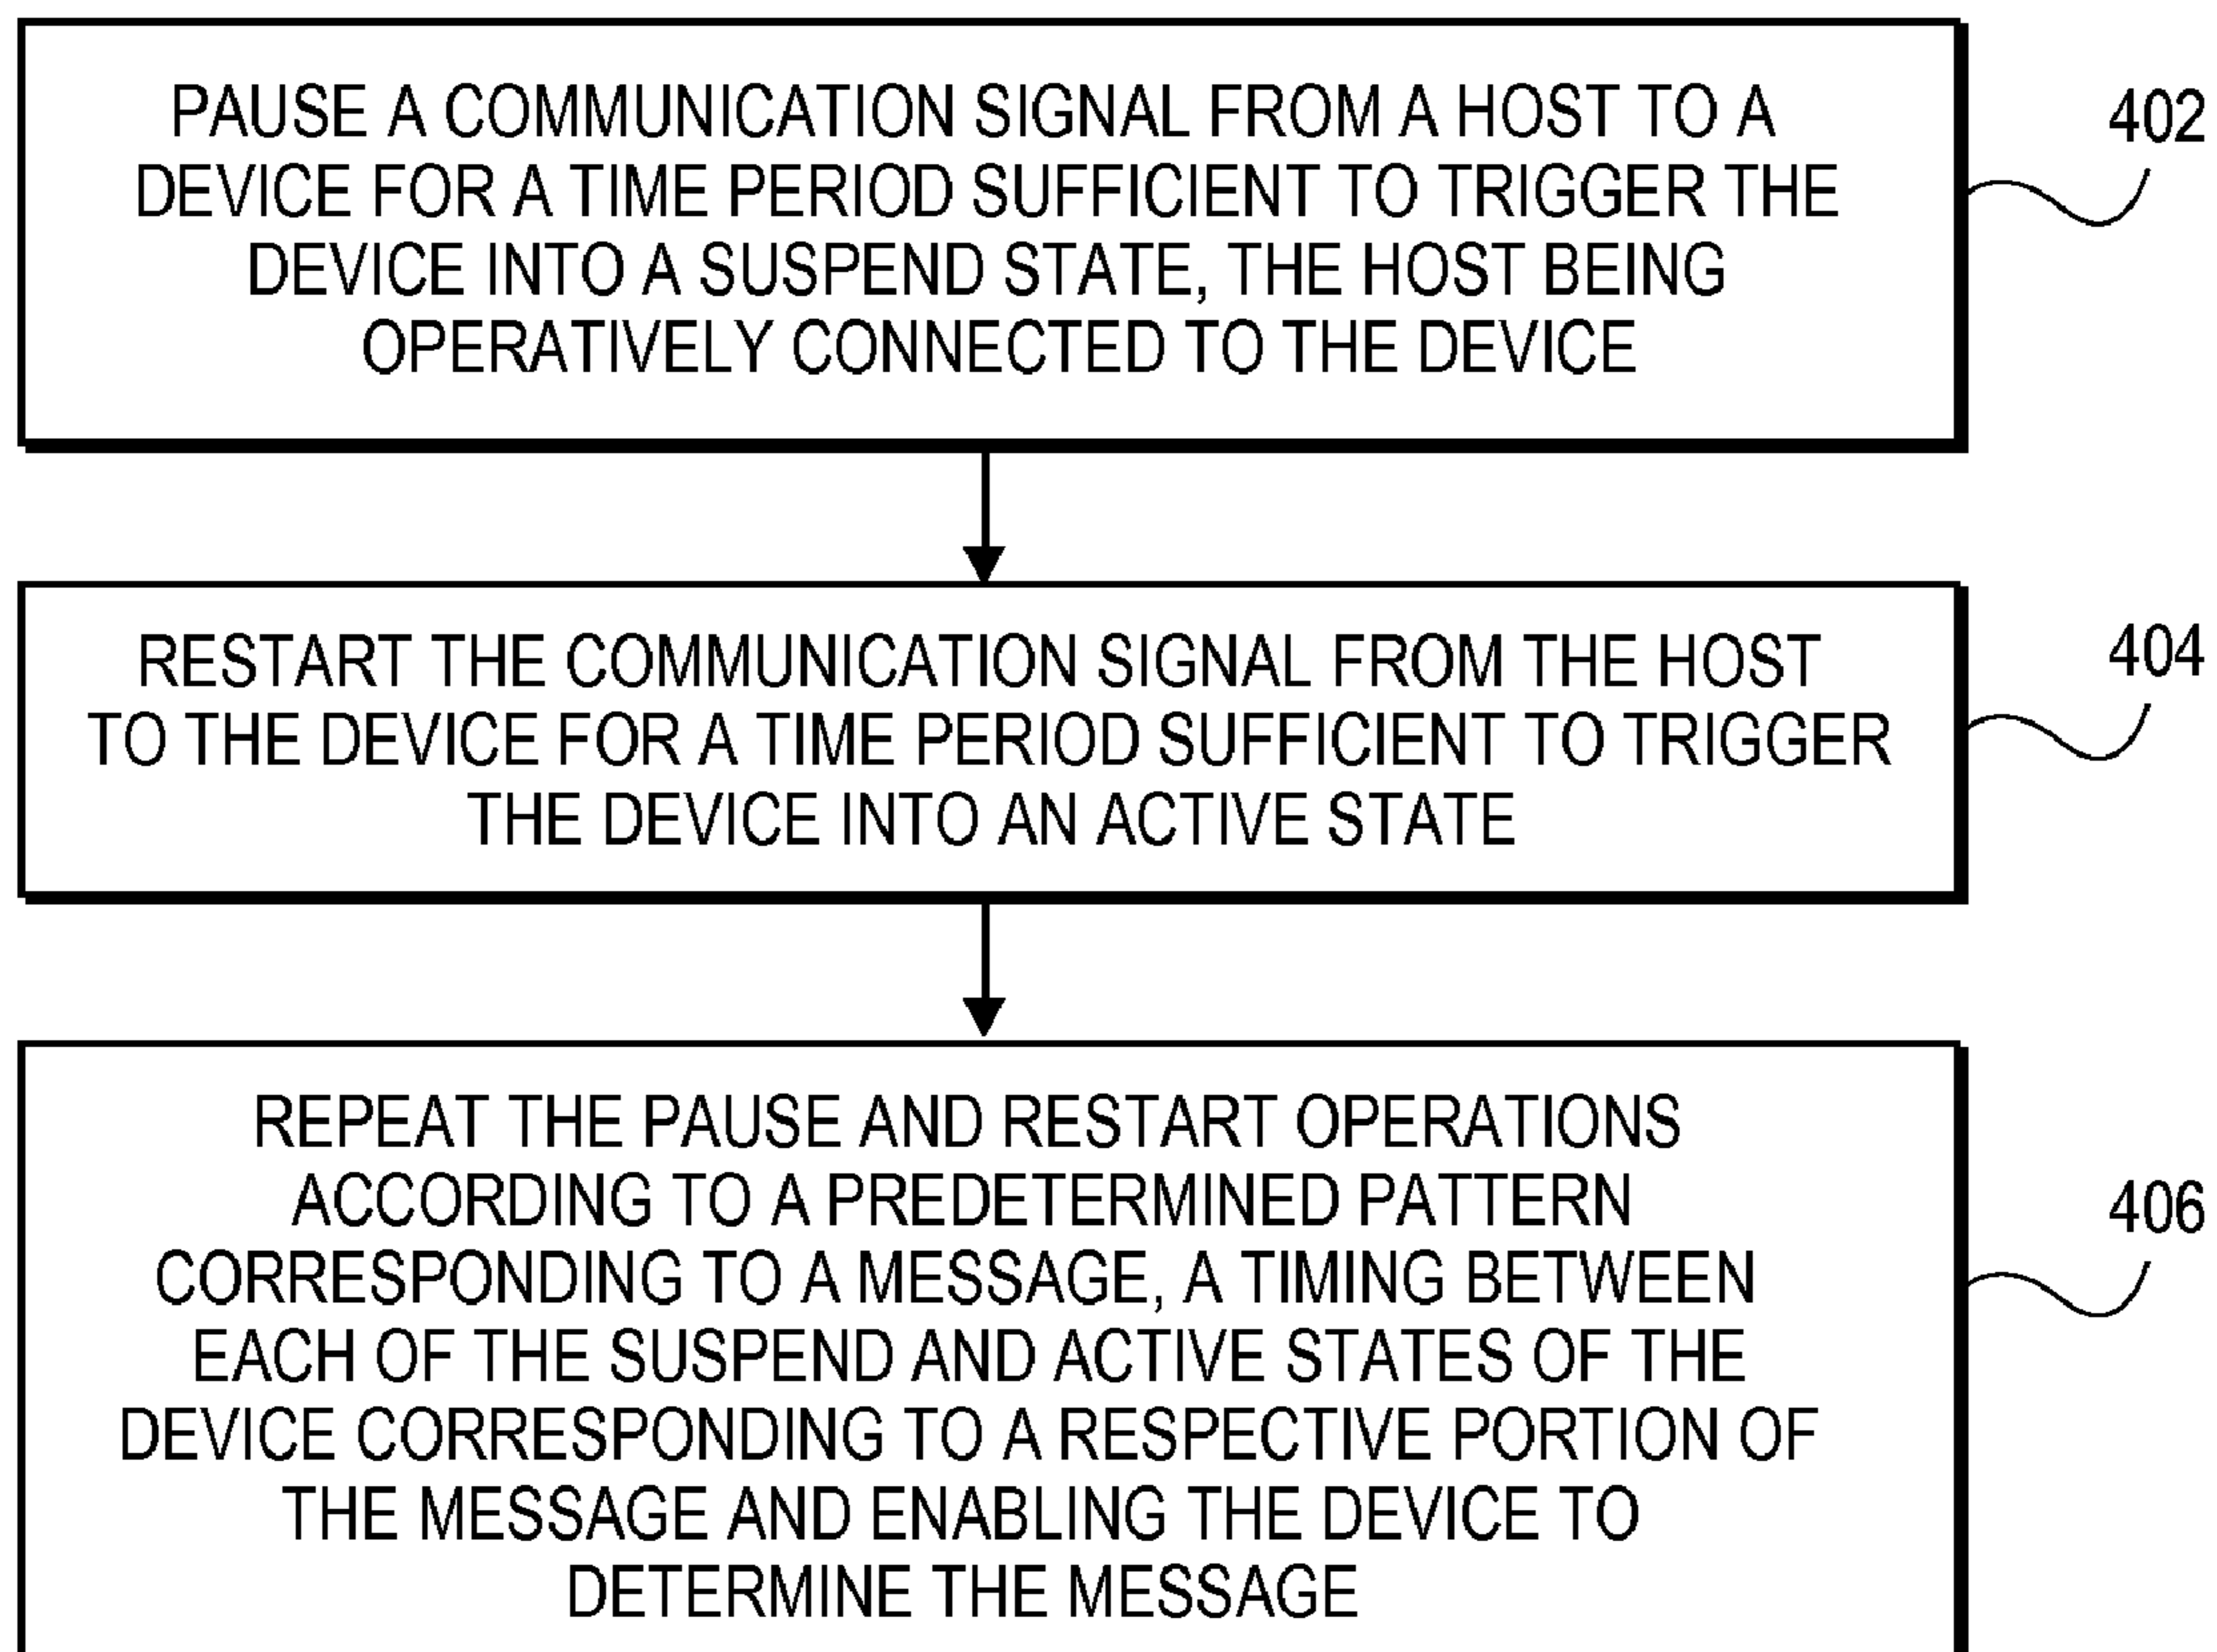 PAUSE A COMMUNICATION SIGNAL FROM A HOST TO A
DEVICE FOR A TIME PERIOD SUFFICIENT TO TRIGGER THE
DEVICE INTO A SUSPEND STATE, THE HOST BEING
OPERATIVELY CONNECTED TO THE DEVICE
402
RESTART THE COMMUNICATION SIGNAL FROM THE HOST
TO THE DEVICE FOR A TIME PERIOD SUFFICIENT TO TRIGGER
THE DEVICE INTO AN ACTIVE STATE
404
REPEAT THE PAUSE AND RESTART OPERATIONS
ACCORDING TO A PREDETERMINED PATTERN
CORRESPONDING TO A MESSAGE, A TIMING BETWEEN
EACH OF THE SUSPEND AND ACTIVE STATES OF THE
DEVICE CORRESPONDING TO A RESPECTIVE PORTION OF
THE MESSAGE AND ENABLING THE DEVICE TO
DETERMINE THE MESSAGE
406